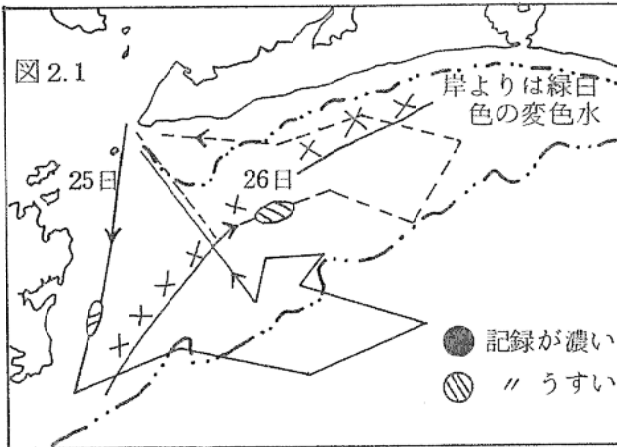 図2.1
岸よりは緑白
色の変色水
25日
26日
記録が濃い
〃 うすい